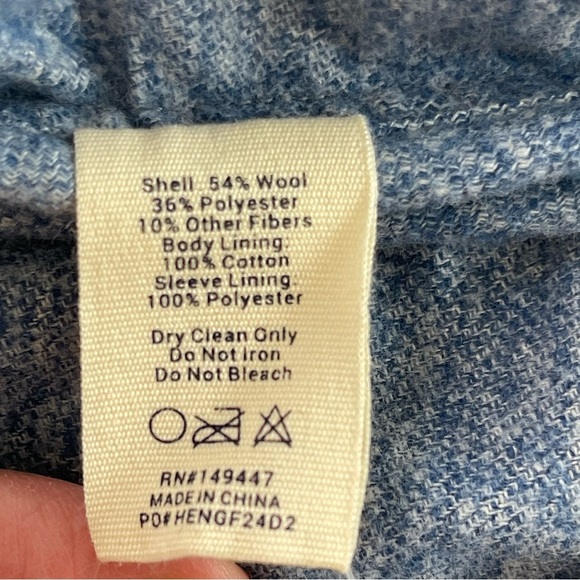 Shell: 54% Wool
36% Polyester
10% Other Fibers
Body Lining:
100% Cotton
Sleeve Lining:
100% Polyester
Dry Clean Only
Do Not Iron
Do Not Bleach
RN#149447
MADE IN CHINA
PO#HENGF24D2